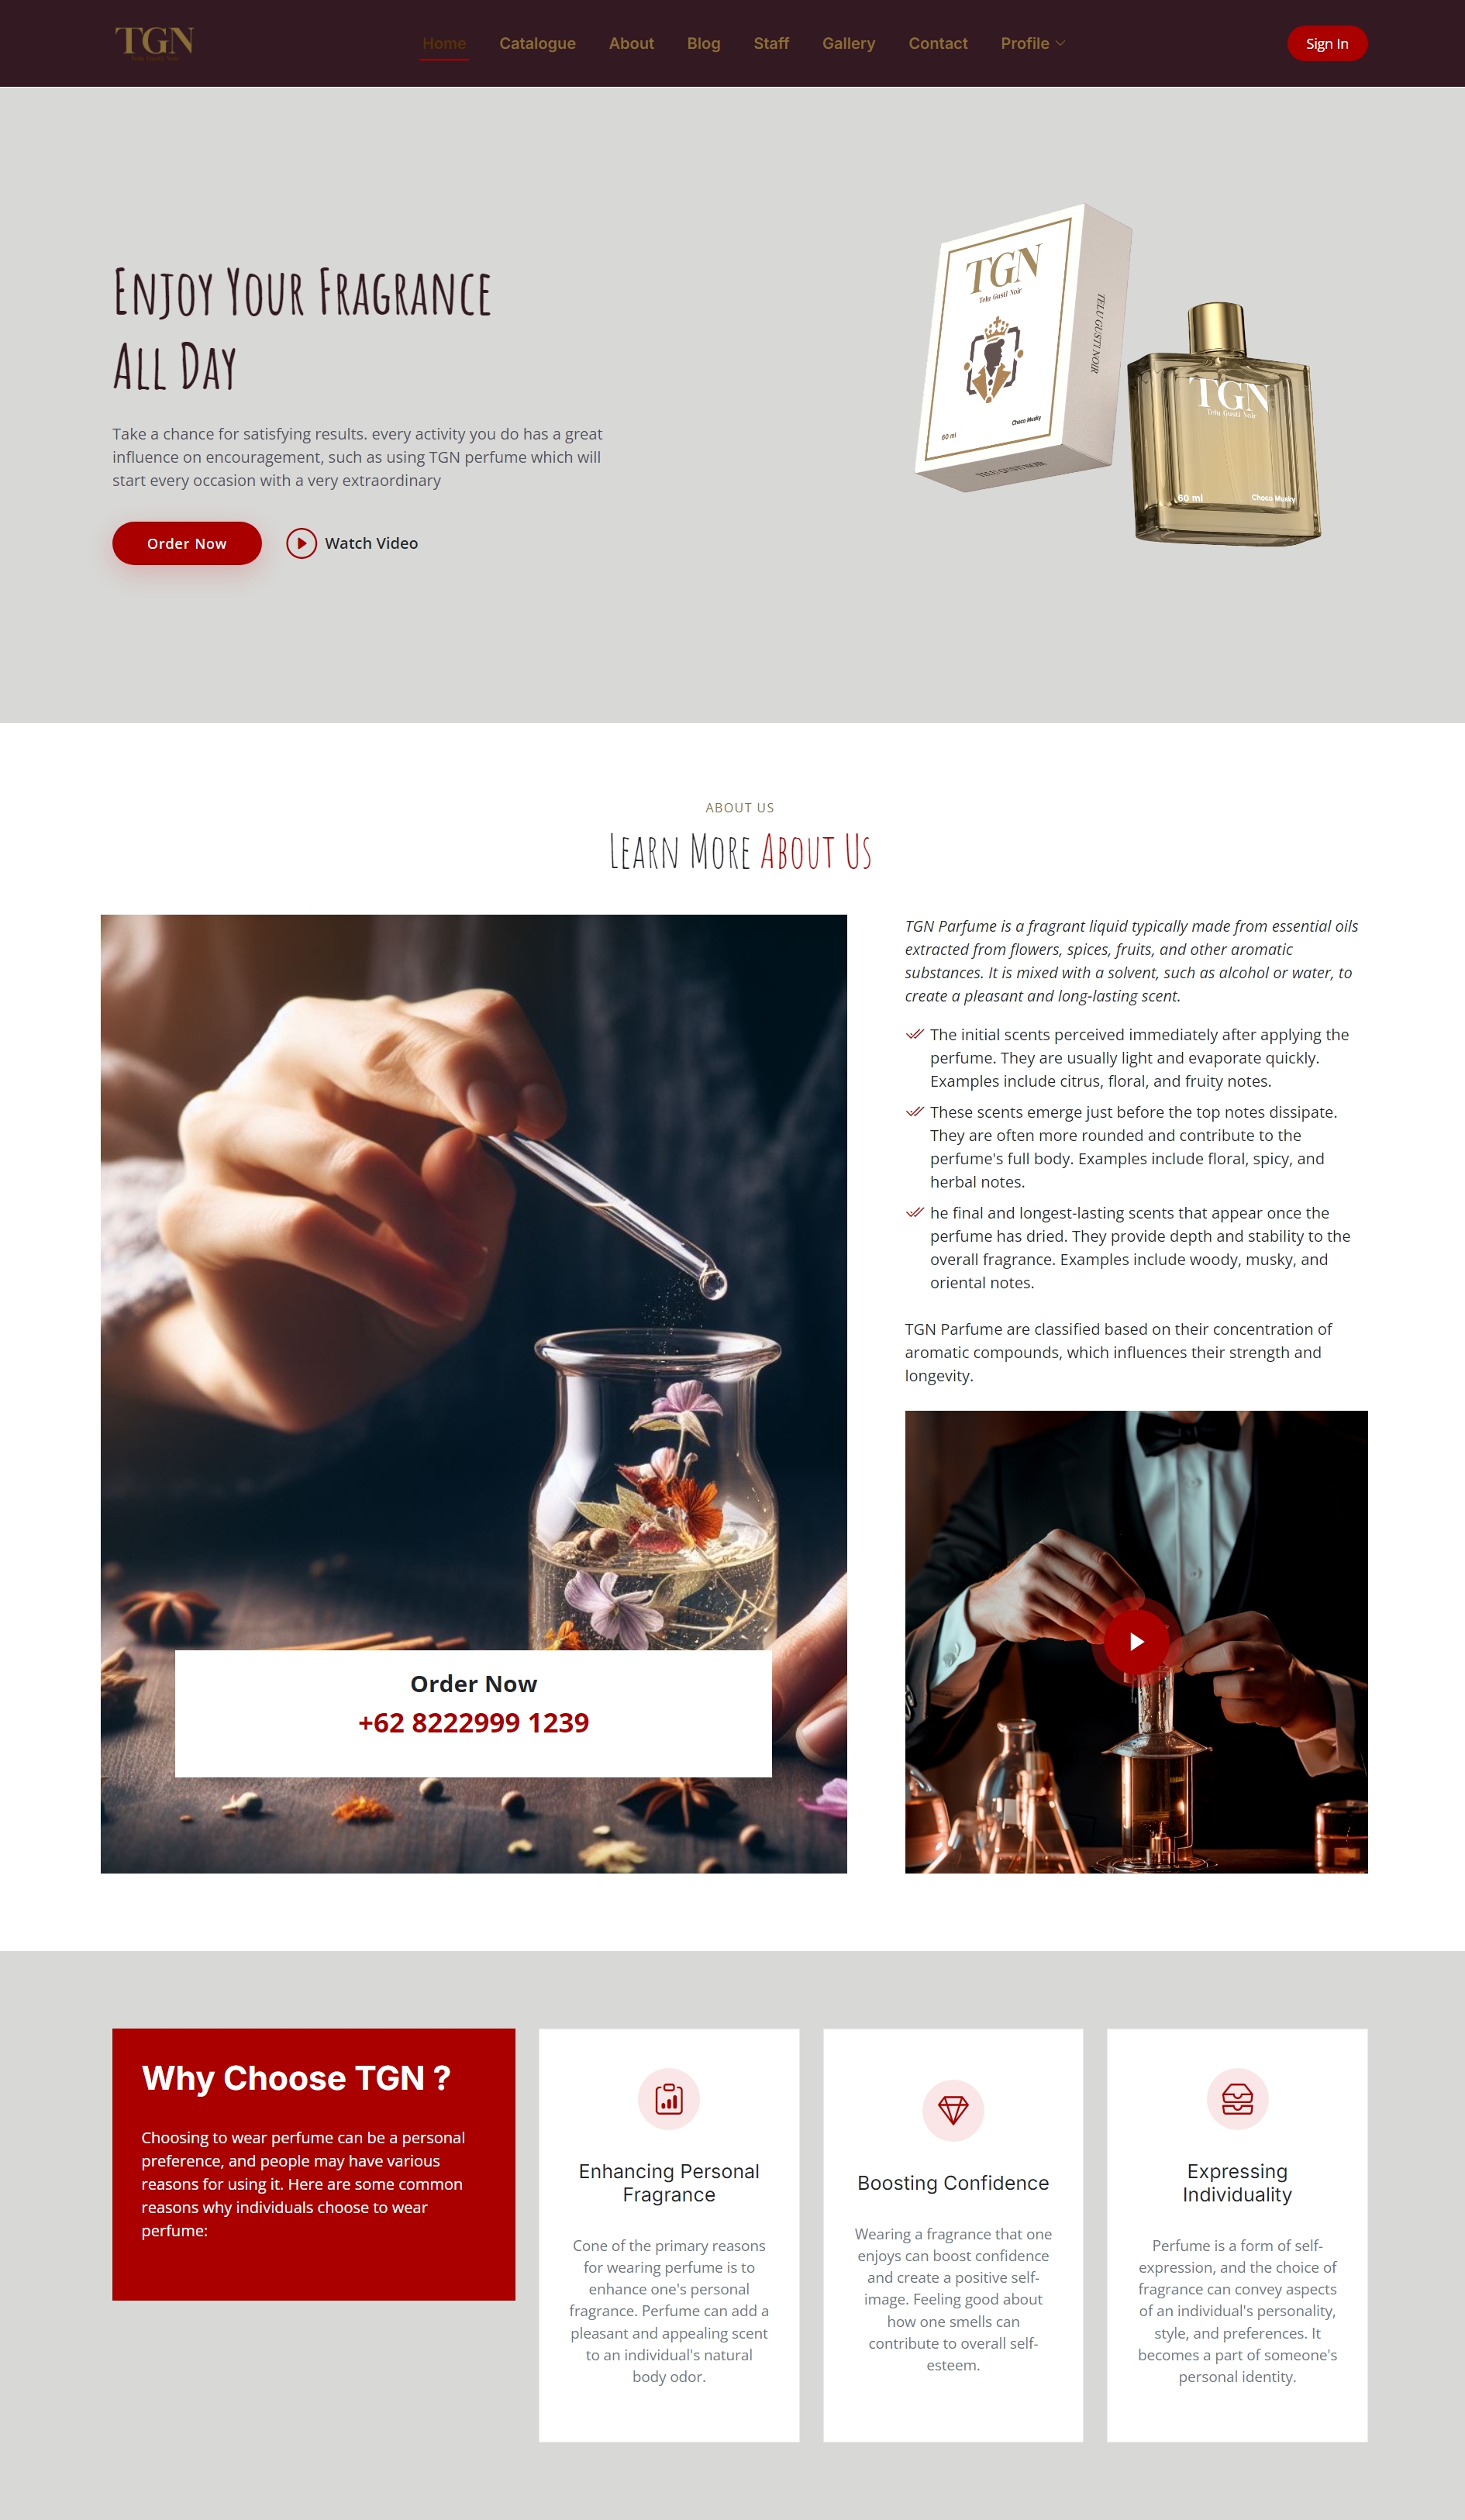 TGN
Telu Gusti Noir
Home Catalogue About Blog Staff Gallery Contact Profile
Sign In
Enjoy Your Fragrance
All Day
Take a chance for satisfying results. every activity you do has a great
influence on encouragement, such as using TGN perfume which will
start every occasion with a very extraordinary
Order Now
Watch Video
TGN
Telu Gusti Noir
60 ml
Choco Musky
TELU GUSTI NOIR
TELU GUSTI NOIR
TGN
Telu Gusti Noir
60 ml
Choco Musky
ABOUT US
Learn More About Us
TGN Parfume is a fragrant liquid typically made from essential oils
extracted from flowers, spices, fruits, and other aromatic
substances. It is mixed with a solvent, such as alcohol or water, to
create a pleasant and long-lasting scent.
The initial scents perceived immediately after applying the
perfume. They are usually light and evaporate quickly.
Examples include citrus, floral, and fruity notes.
These scents emerge just before the top notes dissipate.
They are often more rounded and contribute to the
perfume's full body. Examples include floral, spicy, and
herbal notes.
he final and longest-lasting scents that appear once the
perfume has dried. They provide depth and stability to the
overall fragrance. Examples include woody, musky, and
oriental notes.
TGN Parfume are classified based on their concentration of
aromatic compounds, which influences their strength and
longevity.
Order Now
+62 8222999 1239
Why Choose TGN ?
Choosing to wear perfume can be a personal
preference, and people may have various
reasons for using it. Here are some common
reasons why individuals choose to wear
perfume:
Enhancing Personal
Fragrance
Cone of the primary reasons
for wearing perfume is to
enhance one's personal
fragrance. Perfume can add a
pleasant and appealing scent
to an individual's natural
body odor.
Boosting Confidence
Wearing a fragrance that one
enjoys can boost confidence
and create a positive self-
image. Feeling good about
how one smells can
contribute to overall self-
esteem.
Expressing
Individuality
Perfume is a form of self-
expression, and the choice of
fragrance can convey aspects
of an individual's personality,
style, and preferences. It
becomes a part of someone's
personal identity.